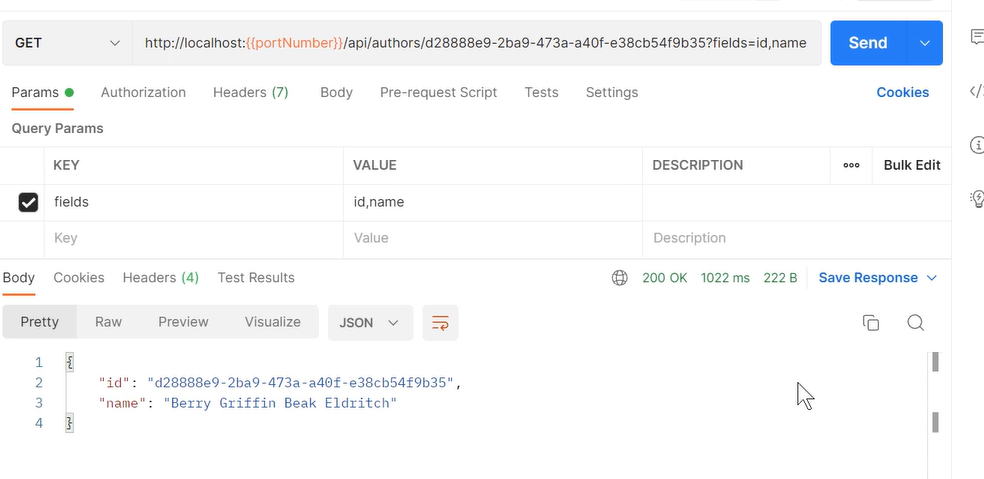 GET http://localhost:{{portNumber}}/api/authors/d28888e9-2ba9-473a-a40f-e38cb54f9b35?fields=id,name Send
Params Authorization Headers (7) Body Pre-request Script Tests Settings Cookies
Query Params
KEY VALUE DESCRIPTION ooo Bulk Edit
fields id,name
Key Value Description
Body Cookies Headers (4) Test Results 200 OK 1022 ms 222 B Save Response
Pretty Raw Preview Visualize JSON
1 {
2 "id": "d28888e9-2ba9-473a-a40f-e38cb54f9b35",
3 "name": "Berry Griffin Beak Eldritch"
4 }